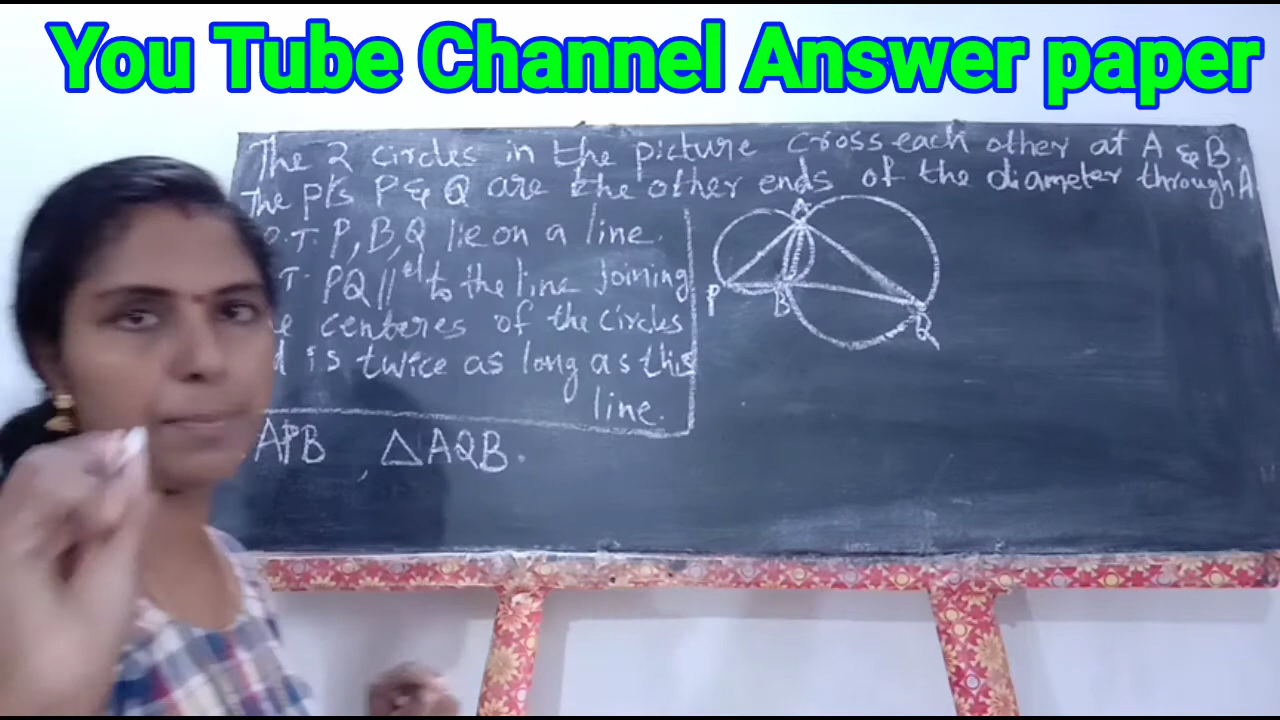 You Tube Channel Answer paper
The 2 circles in the picture cross each other at A & B.
The pts P & Q are the other ends of the diameter through A
P.T. P, B, Q lie on a line.
T. PQ ||el to the line joining
centeres of the circles
is twice as long as this
line.
APB , △AQB.
A
P
B
Q